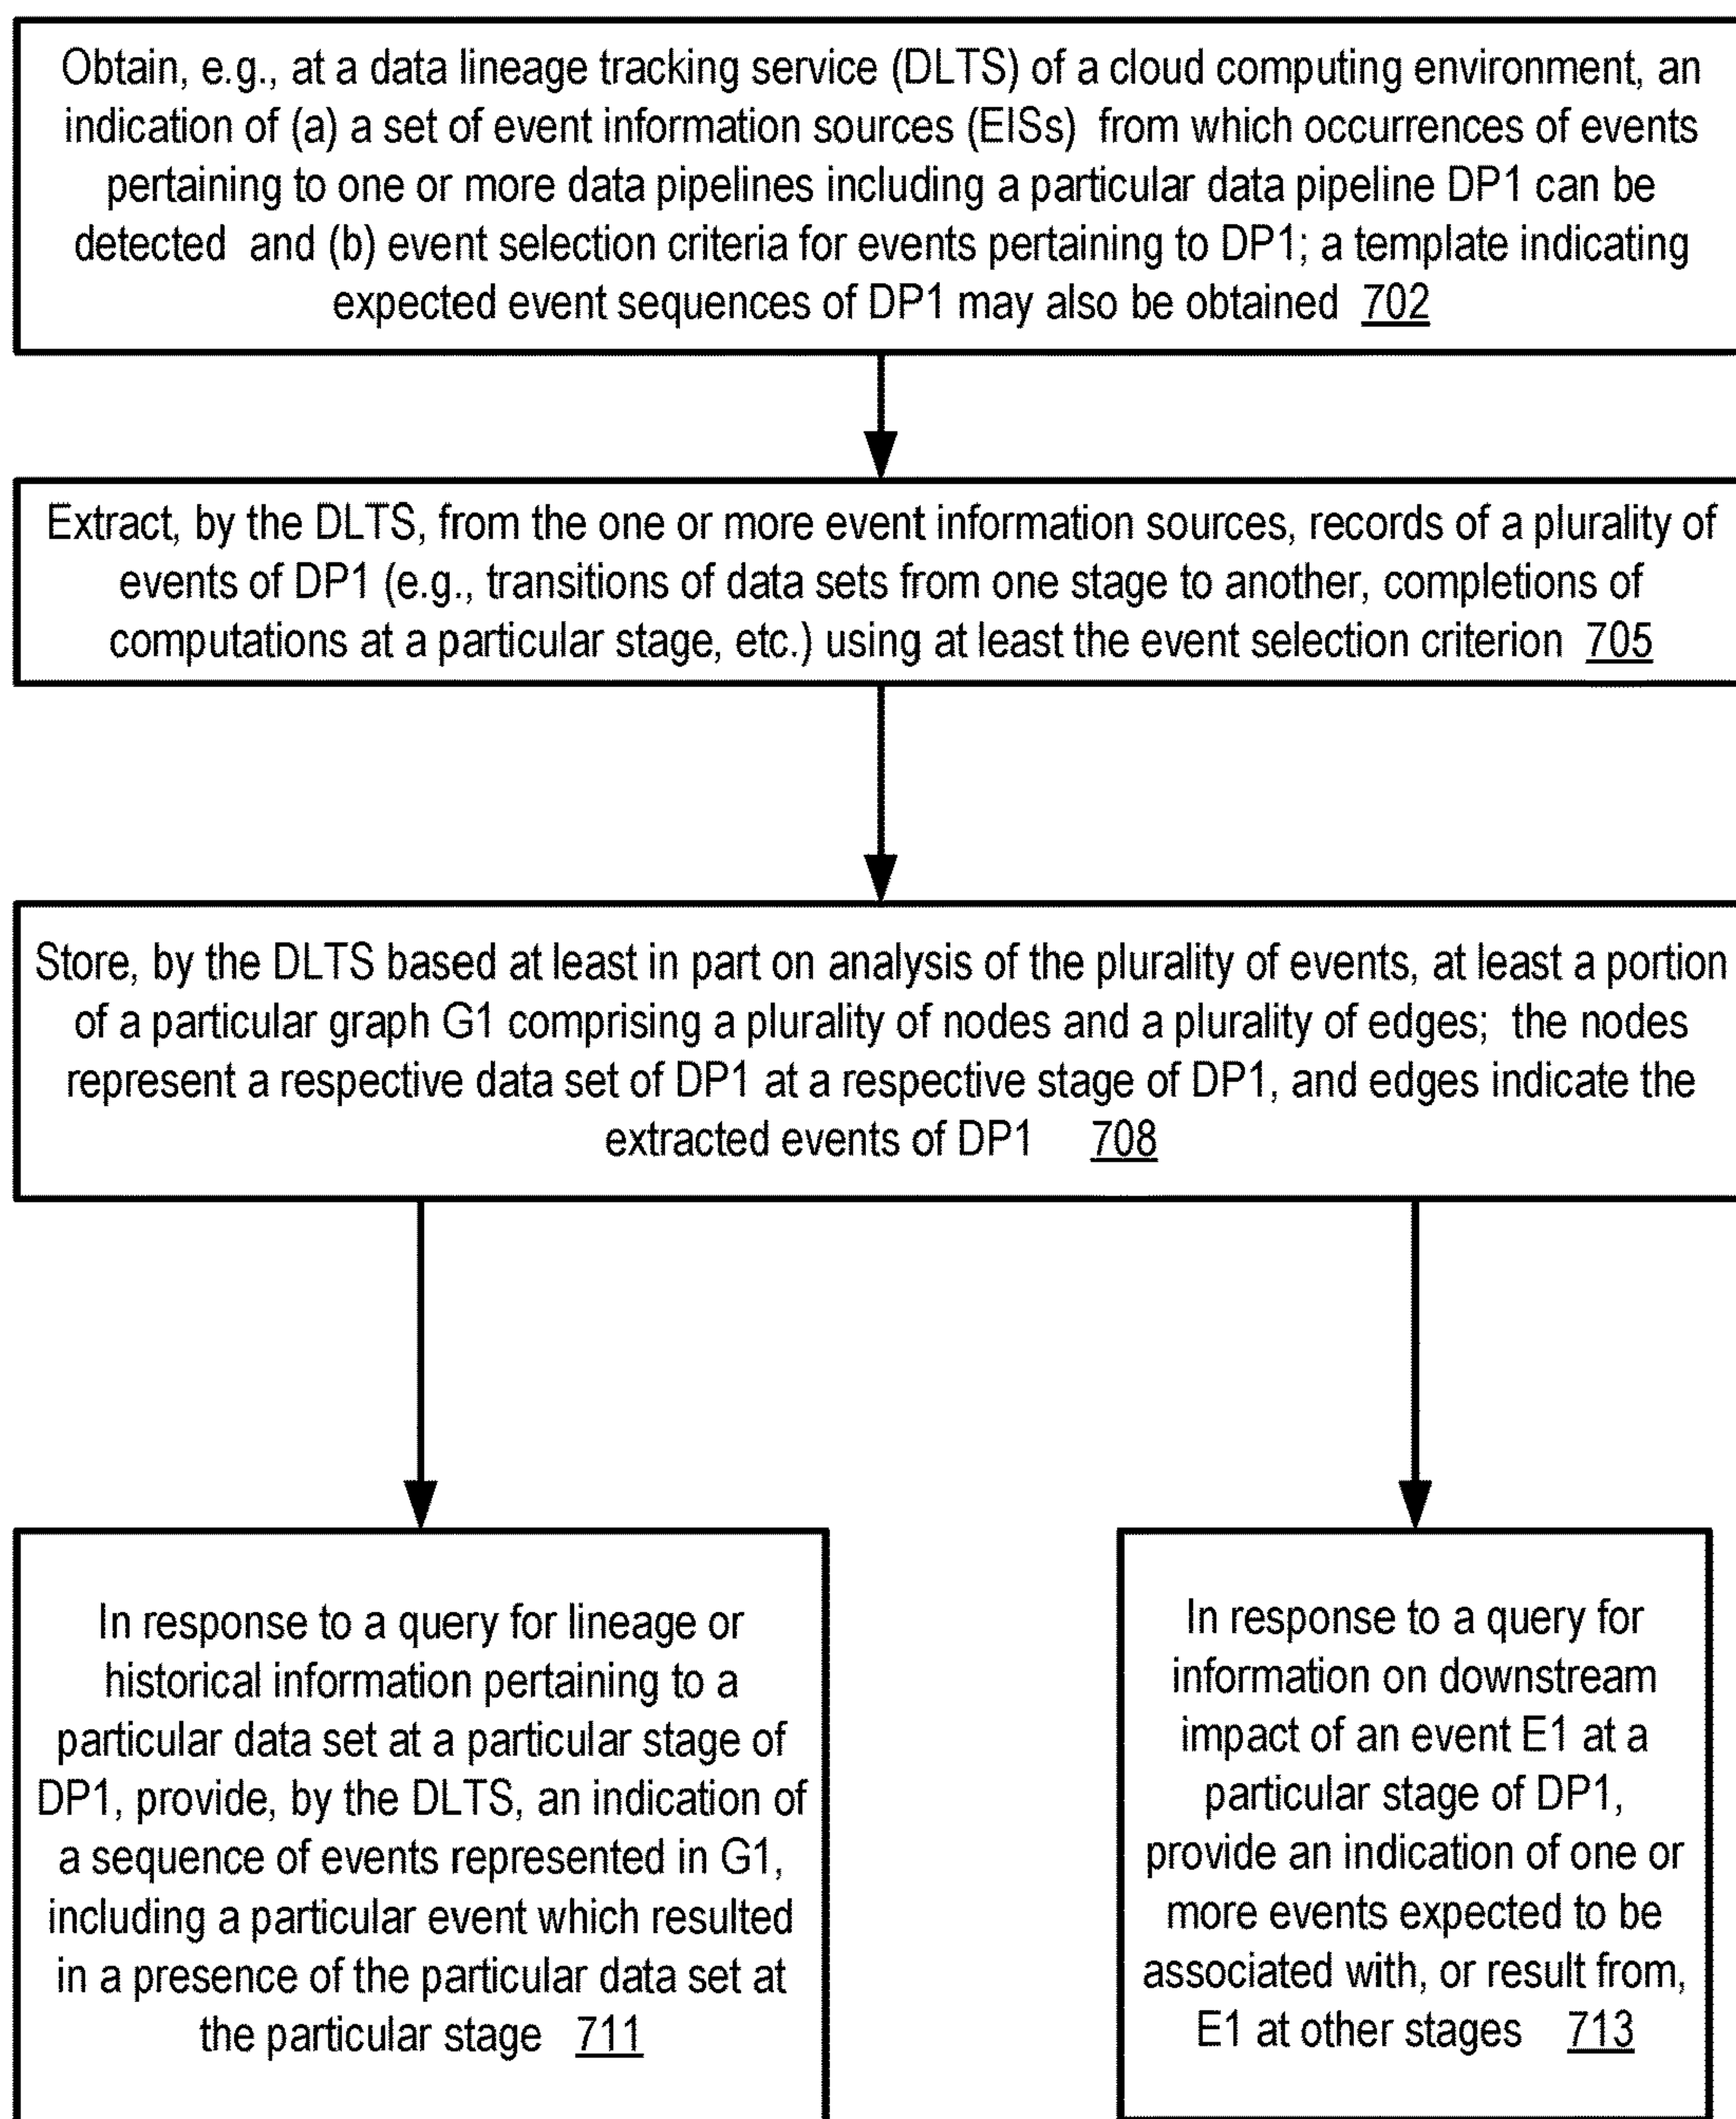 Obtain, e.g., at a data lineage tracking service (DLTS) of a cloud computing environment, an
indication of (a) a set of event information sources (EISs) from which occurrences of events
pertaining to one or more data pipelines including a particular data pipeline DP1 can be
detected and (b) event selection criteria for events pertaining to DP1; a template indicating
expected event sequences of DP1 may also be obtained 702
Extract, by the DLTS, from the one or more event information sources, records of a plurality of
events of DP1 (e.g., transitions of data sets from one stage to another, completions of
computations at a particular stage, etc.) using at least the event selection criterion 705
Store, by the DLTS based at least in part on analysis of the plurality of events, at least a portion
of a particular graph G1 comprising a plurality of nodes and a plurality of edges; the nodes
represent a respective data set of DP1 at a respective stage of DP1, and edges indicate the
extracted events of DP1 708
In response to a query for lineage or
historical information pertaining to a
particular data set at a particular stage of
DP1, provide, by the DLTS, an indication of
a sequence of events represented in G1,
including a particular event which resulted
in a presence of the particular data set at
the particular stage 711
In response to a query for
information on downstream
impact of an event E1 at a
particular stage of DP1,
provide an indication of one or
more events expected to be
associated with, or result from,
E1 at other stages 713